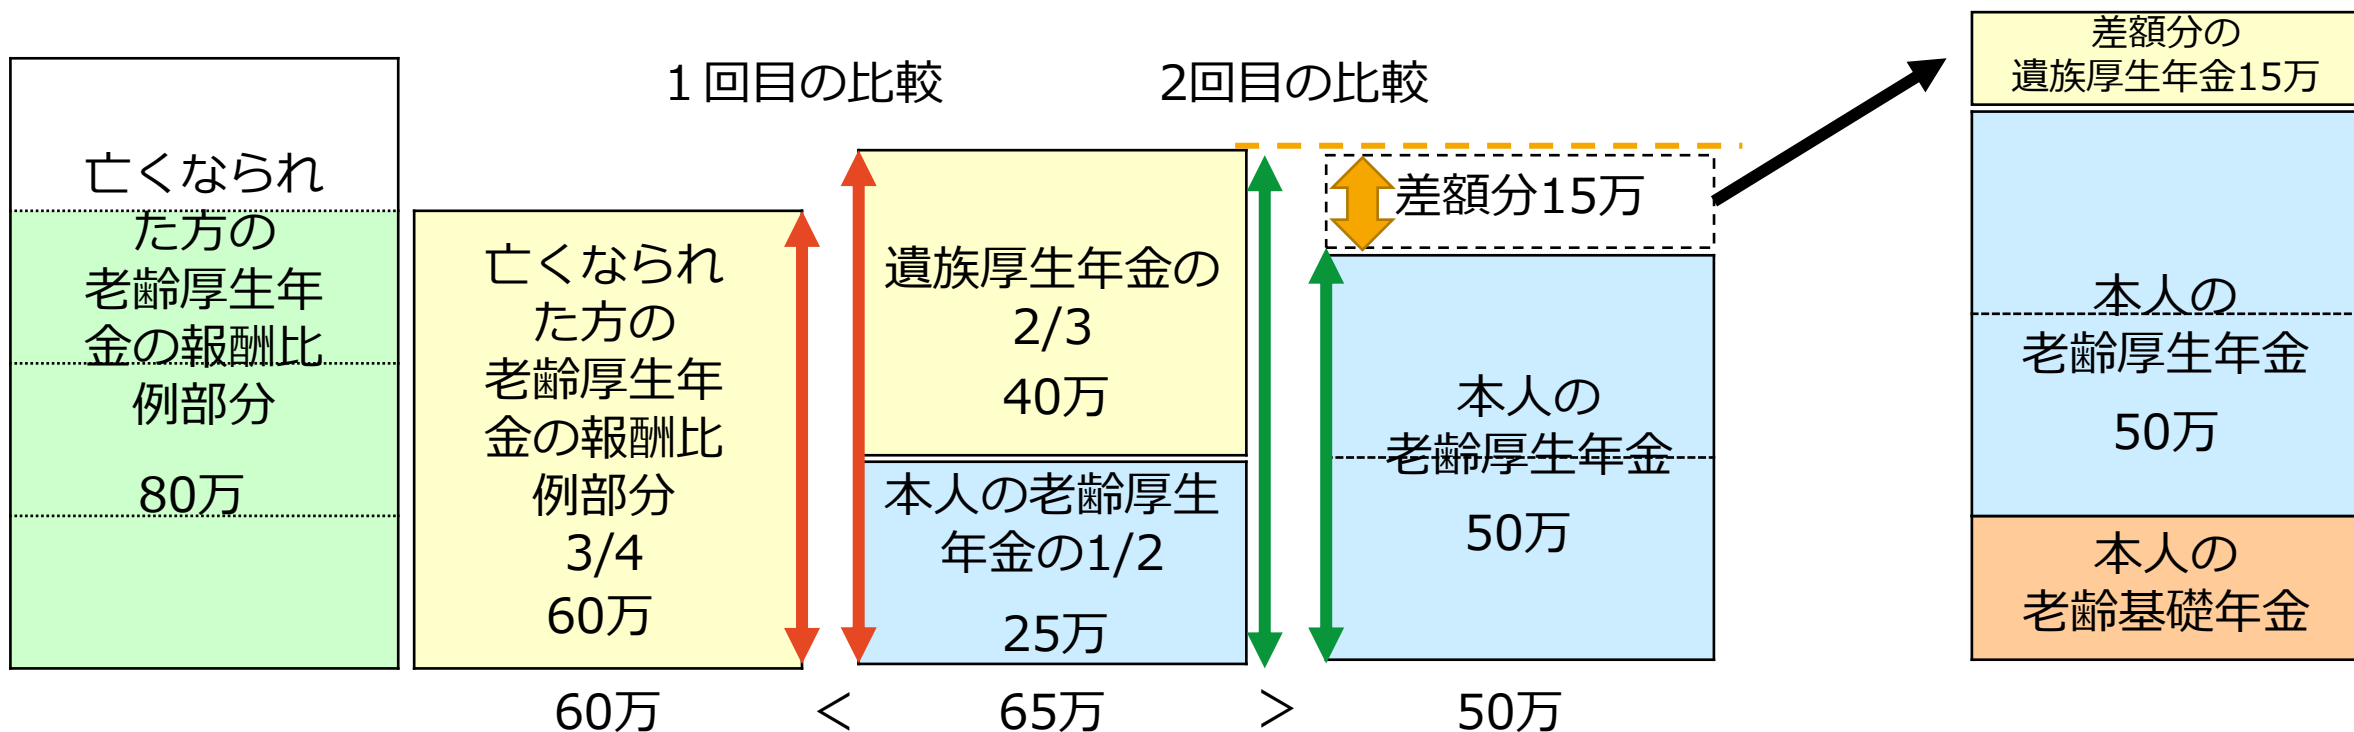 亡くなられ
た方の
老齢厚生年
金の報酬比
例部分
80万
亡くなられ
た方の
老齢厚生年
金の報酬比
例部分
3/4
60万
１回目の比較
遺族厚生年金の
2/3
40万
本人の老齢厚生
年金の1/2
25万
2回目の比較
差額分15万
本人の
老齢厚生年金
50万
差額分の
遺族厚生年金15万
本人の
老齢厚生年金
50万
本人の
老齢基礎年金
60万 ＜ 65万 ＞ 50万